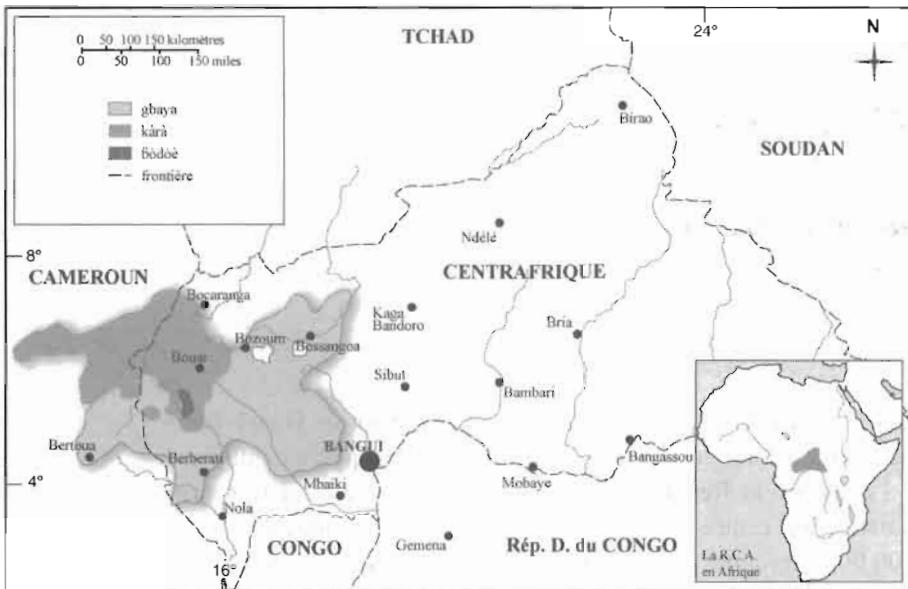 TCHAD
24°
N
0 50 100 150 kilomètres
0 50 100 150 miles
gbaya
kàrà
ɓòdòè
frontière
Birao
SOUDAN
Ndélé
8°
CENTRAFRIQUE
CAMEROUN
Bocaranga
Kaga
Bandoro
Bria
Bozoum
Bossangoa
Bouar
Sibut
Bambari
Bertoua
Berberati
BANGUI
Bangassou
Mobaye
4°
Mbaiki
Nola
Gemena
CONGO
Rép. D. du CONGO
16°
La R.C.A.
en Afrique